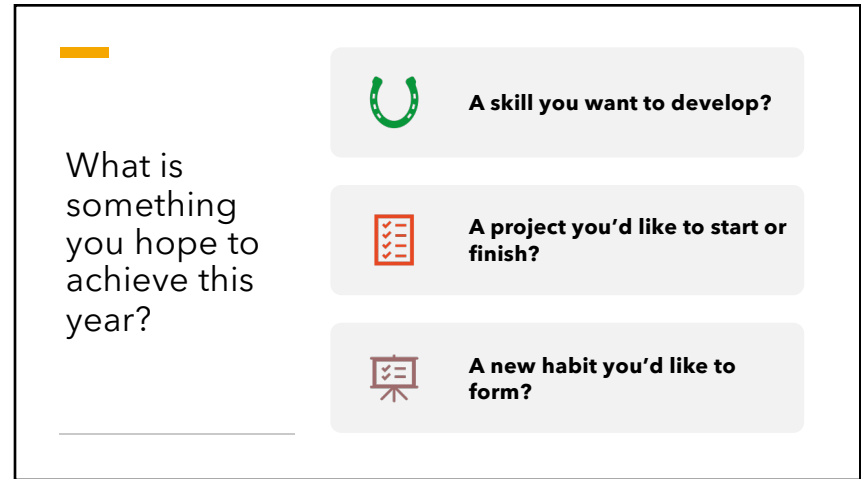 What is
something
you hope to
achieve this
year?
A skill you want to develop?
A project you’d like to start or
finish?
A new habit you’d like to
form?